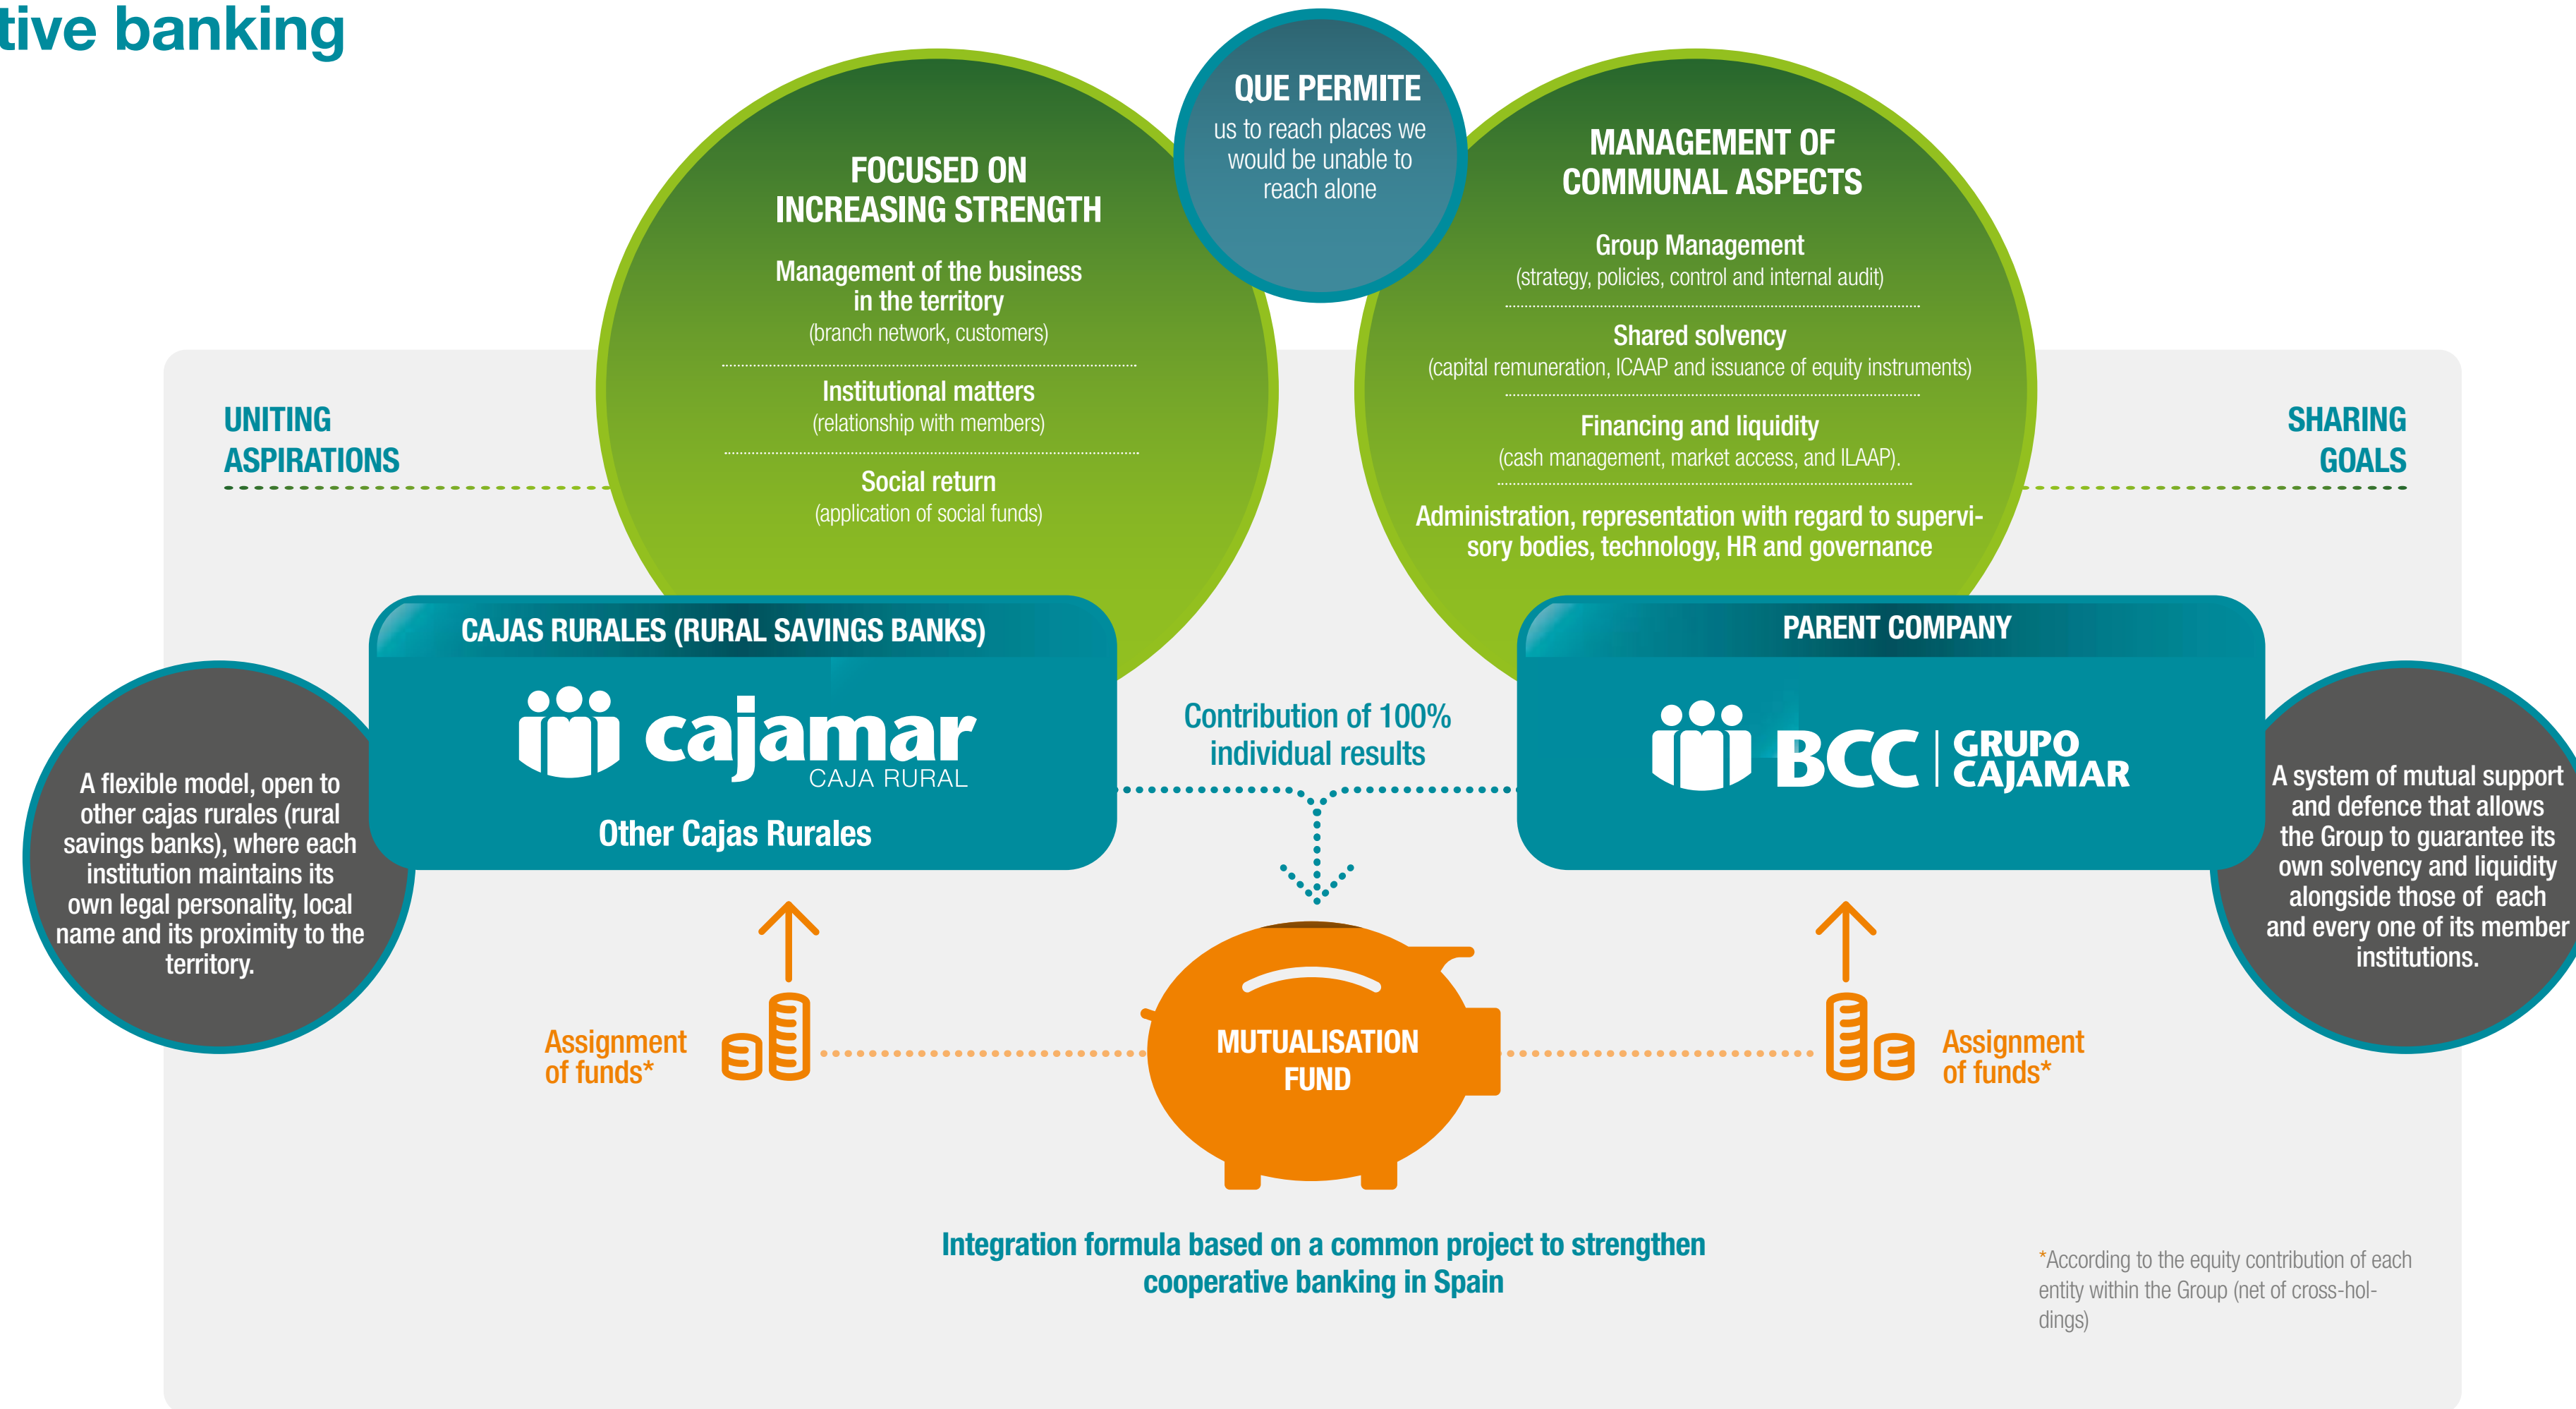 tive banking
QUE PERMITE
us to reach places we
would be unable to
reach alone
FOCUSED ON
INCREASING STRENGTH
Management of the business
in the territory
(branch network, customers)
Institutional matters
(relationship with members)
Social return
(application of social funds)
MANAGEMENT OF
COMMUNAL ASPECTS
Group Management
(strategy, policies, control and internal audit)
Shared solvency
(capital remuneration, ICAAP and issuance of equity instruments)
Financing and liquidity
(cash management, market access, and ILAAP).
Administration, representation with regard to supervi-
sory bodies, technology, HR and governance
UNITING
ASPIRATIONS
SHARING
GOALS
CAJAS RURALES (RURAL SAVINGS BANKS)
cajamar
CAJA RURAL
Other Cajas Rurales
PARENT COMPANY
BCC GRUPO
CAJAMAR
Contribution of 100%
individual results
A flexible model, open to
other cajas rurales (rural
savings banks), where each
institution maintains its
own legal personality, local
name and its proximity to the
territory.
A system of mutual support
and defence that allows
the Group to guarantee its
own solvency and liquidity
alongside those of each
and every one of its member
institutions.
Assignment
of funds*
MUTUALISATION
FUND
Assignment
of funds*
Integration formula based on a common project to strengthen
cooperative banking in Spain
*According to the equity contribution of each
entity within the Group (net of cross-hol-
dings)